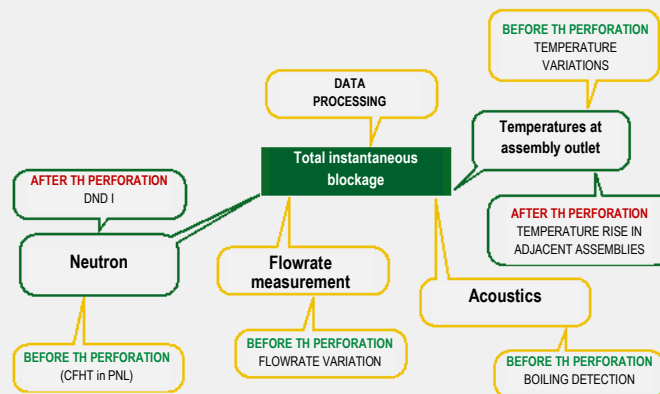 BEFORE TH PERFORATION
TEMPERATURE
VARIATIONS
DATA
PROCESSING
Temperatures at
assembly outlet
Total instantaneous
blockage
AFTER TH PERFORATION
DND I
AFTER TH PERFORATION
TEMPERATURE RISE IN
ADJACENT ASSEMBLIES
Neutron
Flowrate
measurement
Acoustics
BEFORE TH PERFORATION
(CFHT in PNL)
BEFORE TH PERFORATION
FLOWRATE VARIATION
BEFORE TH PERFORATION
BOILING DETECTION